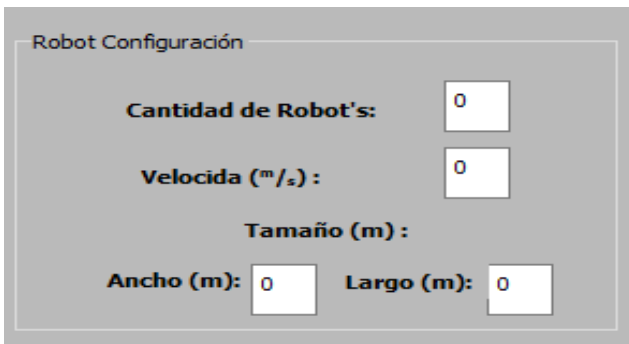 Robot Configuración
Cantidad de Robot's: 0
Velocida (ᵐ/ₛ) : 0
Tamaño (m) :
Ancho (m): 0 Largo (m): 0